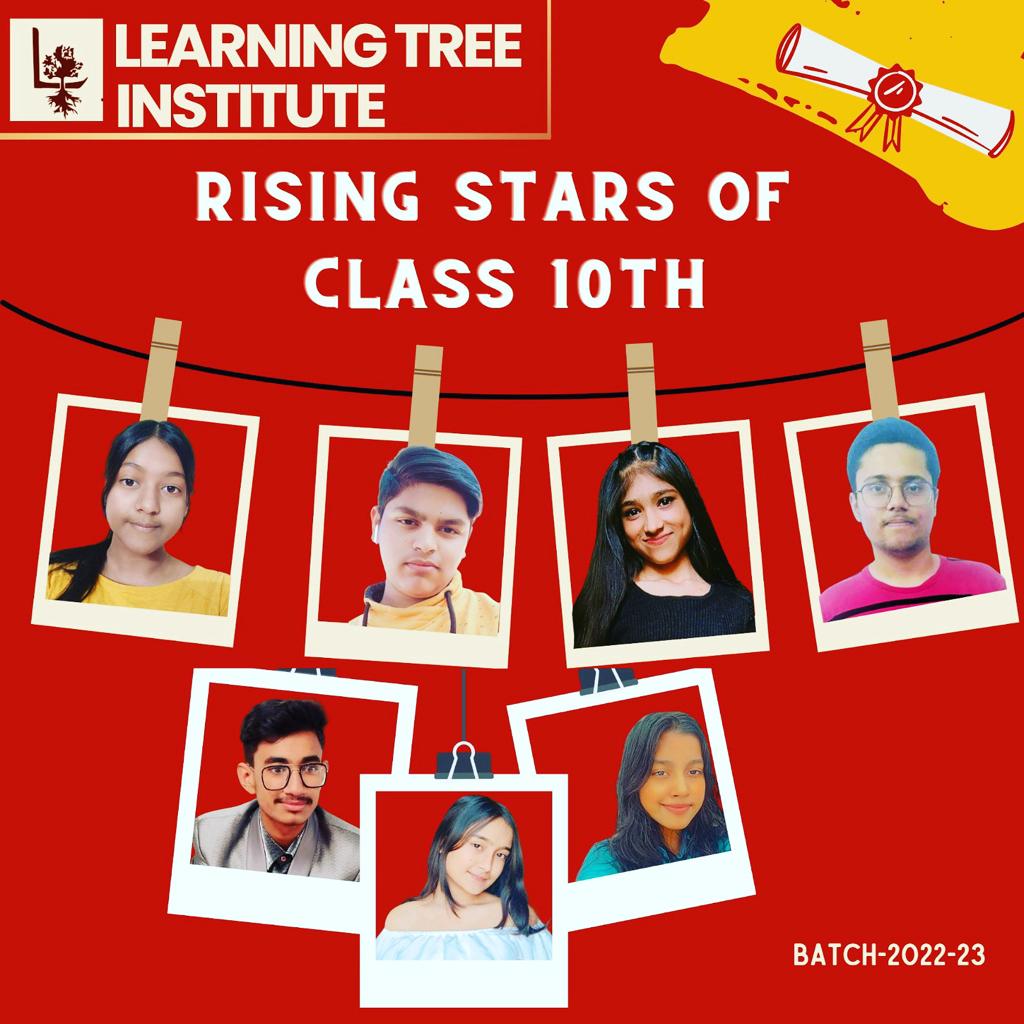 LEARNING TREE
INSTITUTE
RISING STARS OF
CLASS 10TH
BATCH-2022-23